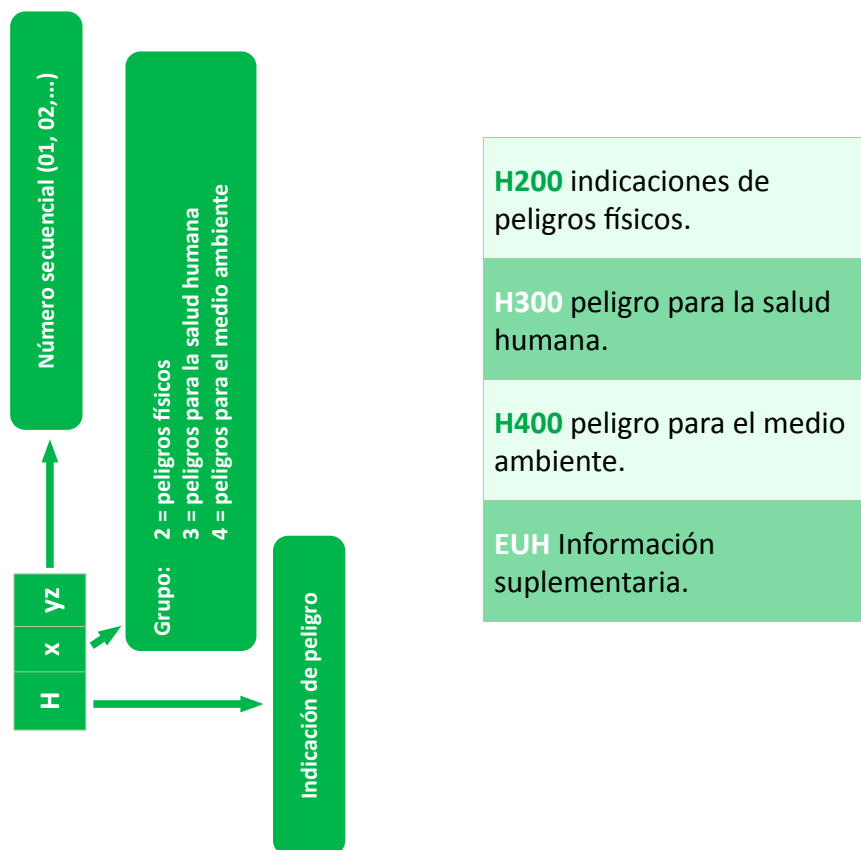 H x yz
Número secuencial (01, 02,...)
Grupo: 2 = peligros físicos
3 = peligros para la salud humana
4 = peligros para el medio ambiente
Indicación de peligro
H200 indicaciones de
peligros físicos.
H300 peligro para la salud
humana.
H400 peligro para el medio
ambiente.
EUH Información
suplementaria.